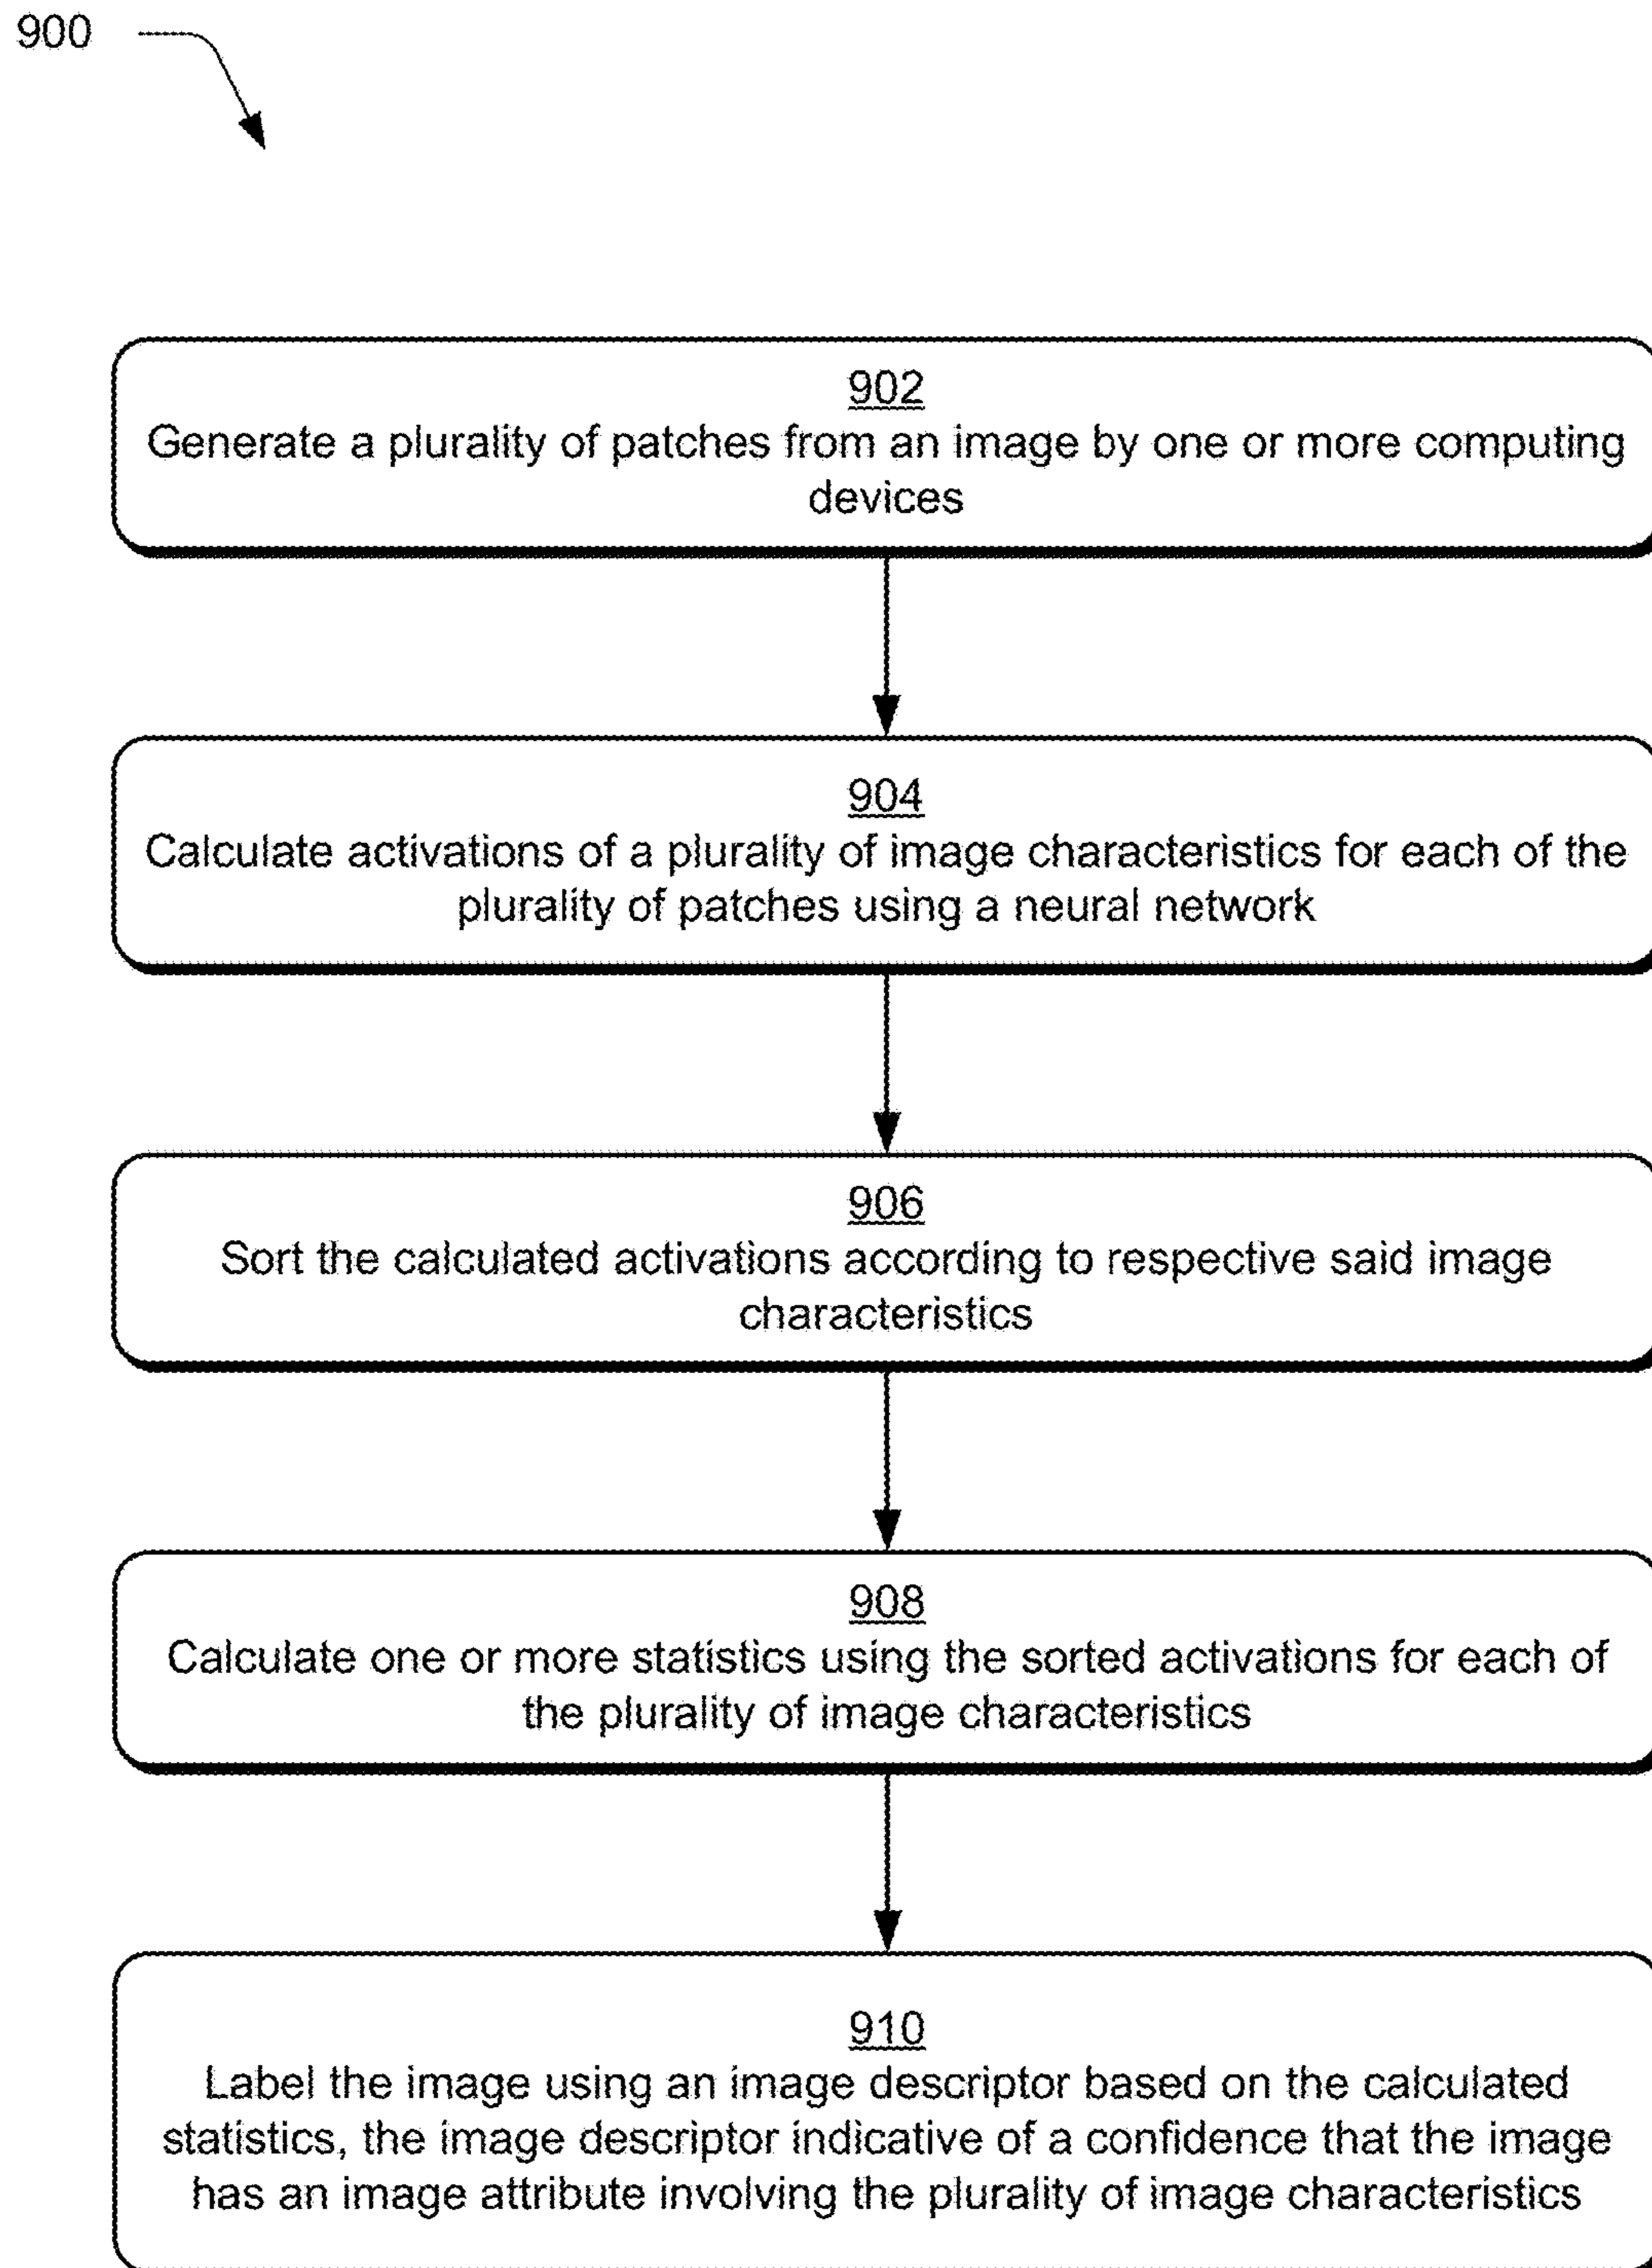 900
902
Generate a plurality of patches from an image by one or more computing
devices
904
Calculate activations of a plurality of image characteristics for each of the
plurality of patches using a neural network
906
Sort the calculated activations according to respective said image
characteristics
908
Calculate one or more statistics using the sorted activations for each of
the plurality of image characteristics
910
Label the image using an image descriptor based on the calculated
statistics, the image descriptor indicative of a confidence that the image
has an image attribute involving the plurality of image characteristics